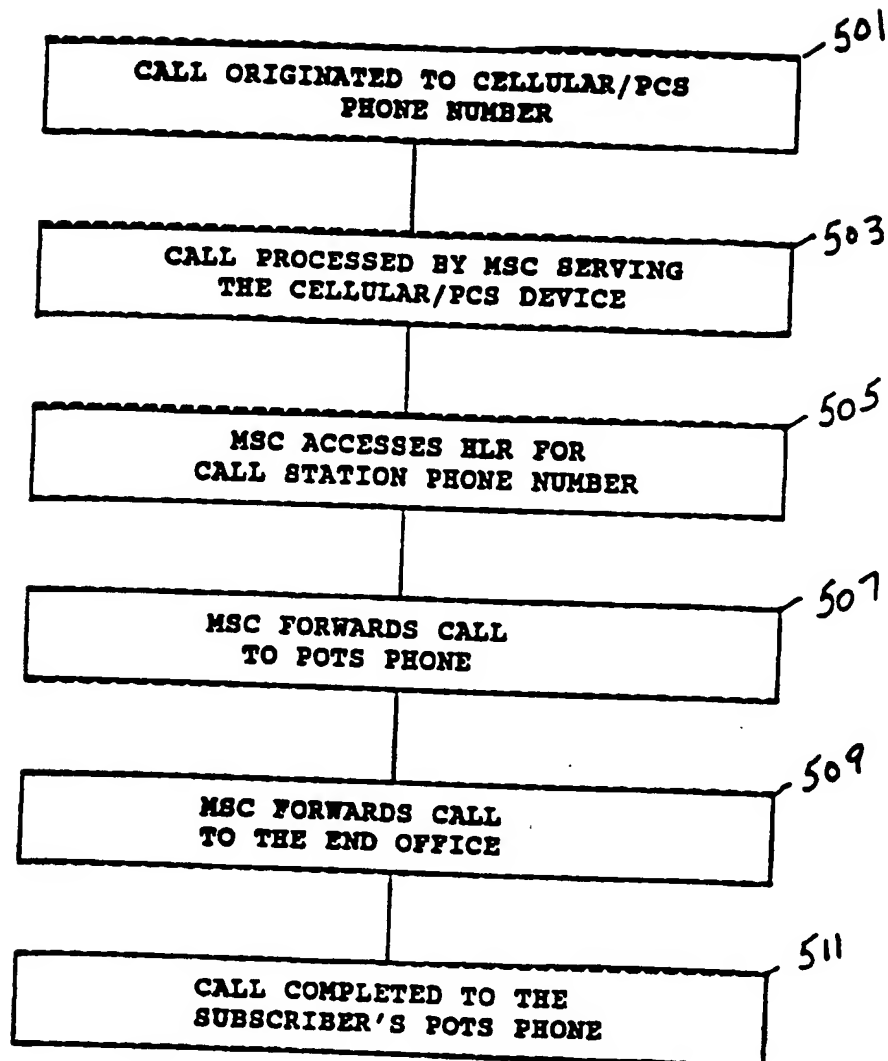 501
CALL ORIGINATED TO CELLULAR/PCS
PHONE NUMBER
503
CALL PROCESSED BY MSC SERVING
THE CELLULAR/PCS DEVICE
505
MSC ACCESSES HLR FOR
CALL STATION PHONE NUMBER
507
MSC FORWARDS CALL
TO POTS PHONE
509
MSC FORWARDS CALL
TO THE END OFFICE
511
CALL COMPLETED TO THE
SUBSCRIBER'S POTS PHONE